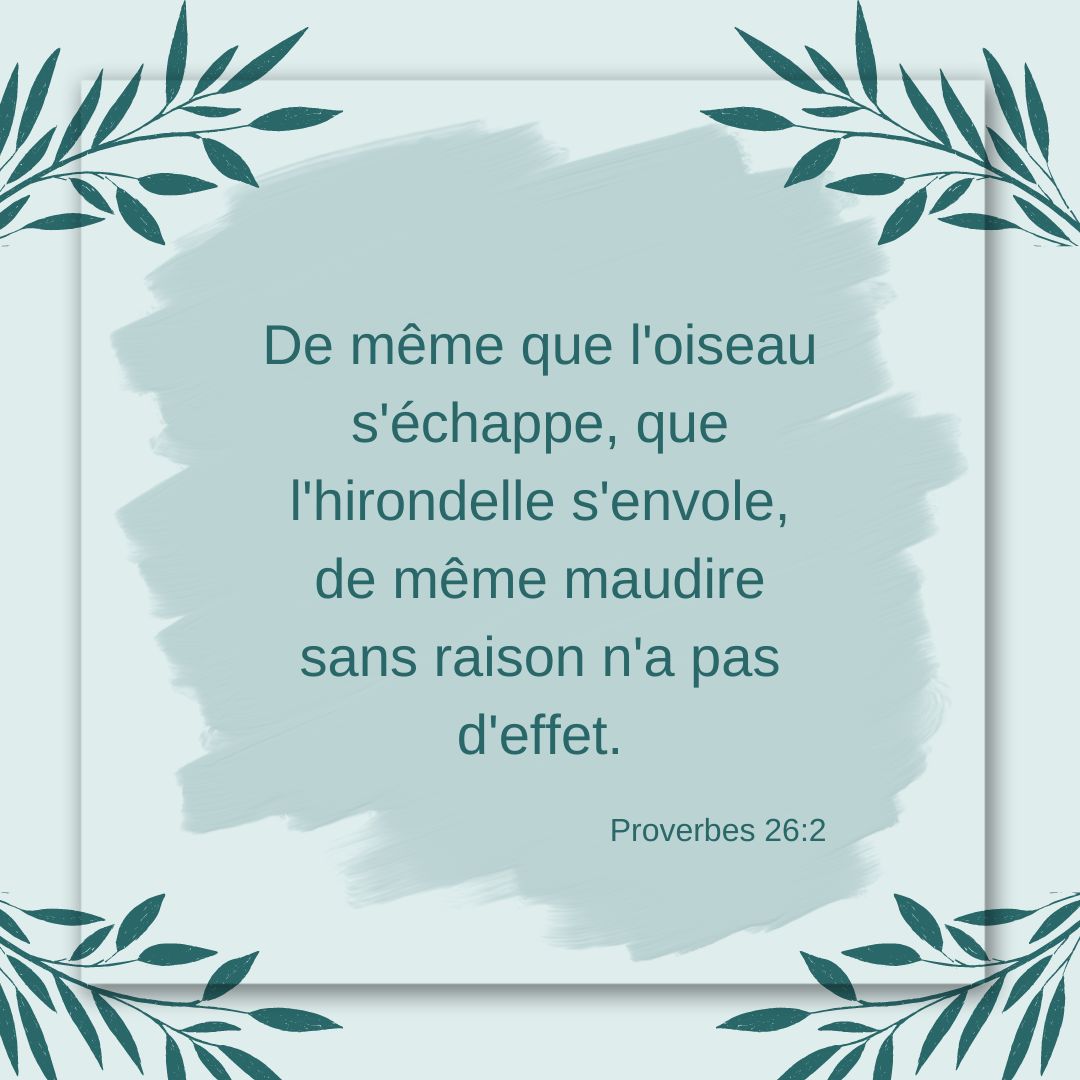 De même que l'oiseau
s'échappe, que
l'hirondelle s'envole,
de même maudire
sans raison n'a pas
d'effet.
Proverbes 26:2